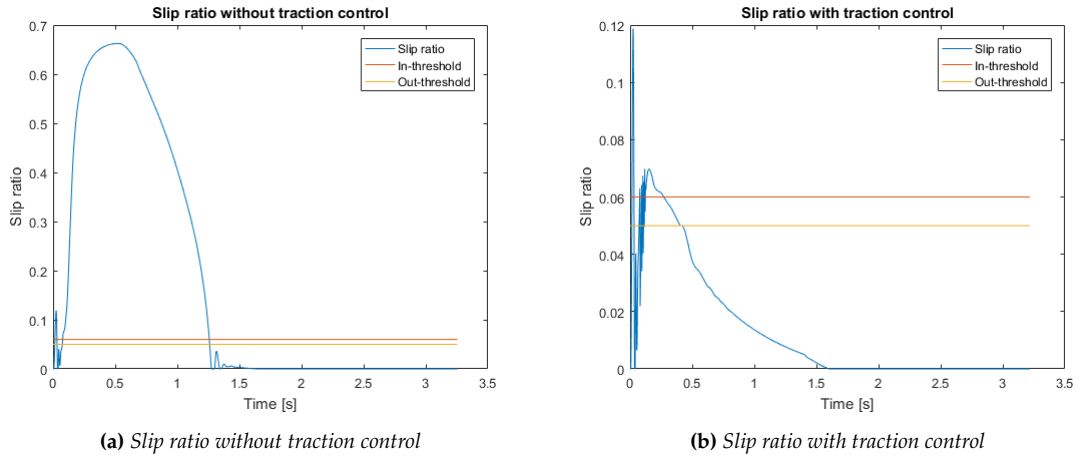 Slip ratio without traction control
0.7
0.6
0.5
0.4
0.3
0.2
0.1
0
Slip ratio
Slip ratio
In-threshold
Out-threshold
0
0.5
1
1.5
2
2.5
3
3.5
Time [s]
(a) Slip ratio without traction control
Slip ratio with traction control
0.12
0.1
0.08
0.06
0.04
0.02
0
Slip ratio
Slip ratio
In-threshold
Out-threshold
0
0.5
1
1.5
2
2.5
3
3.5
Time [s]
(b) Slip ratio with traction control